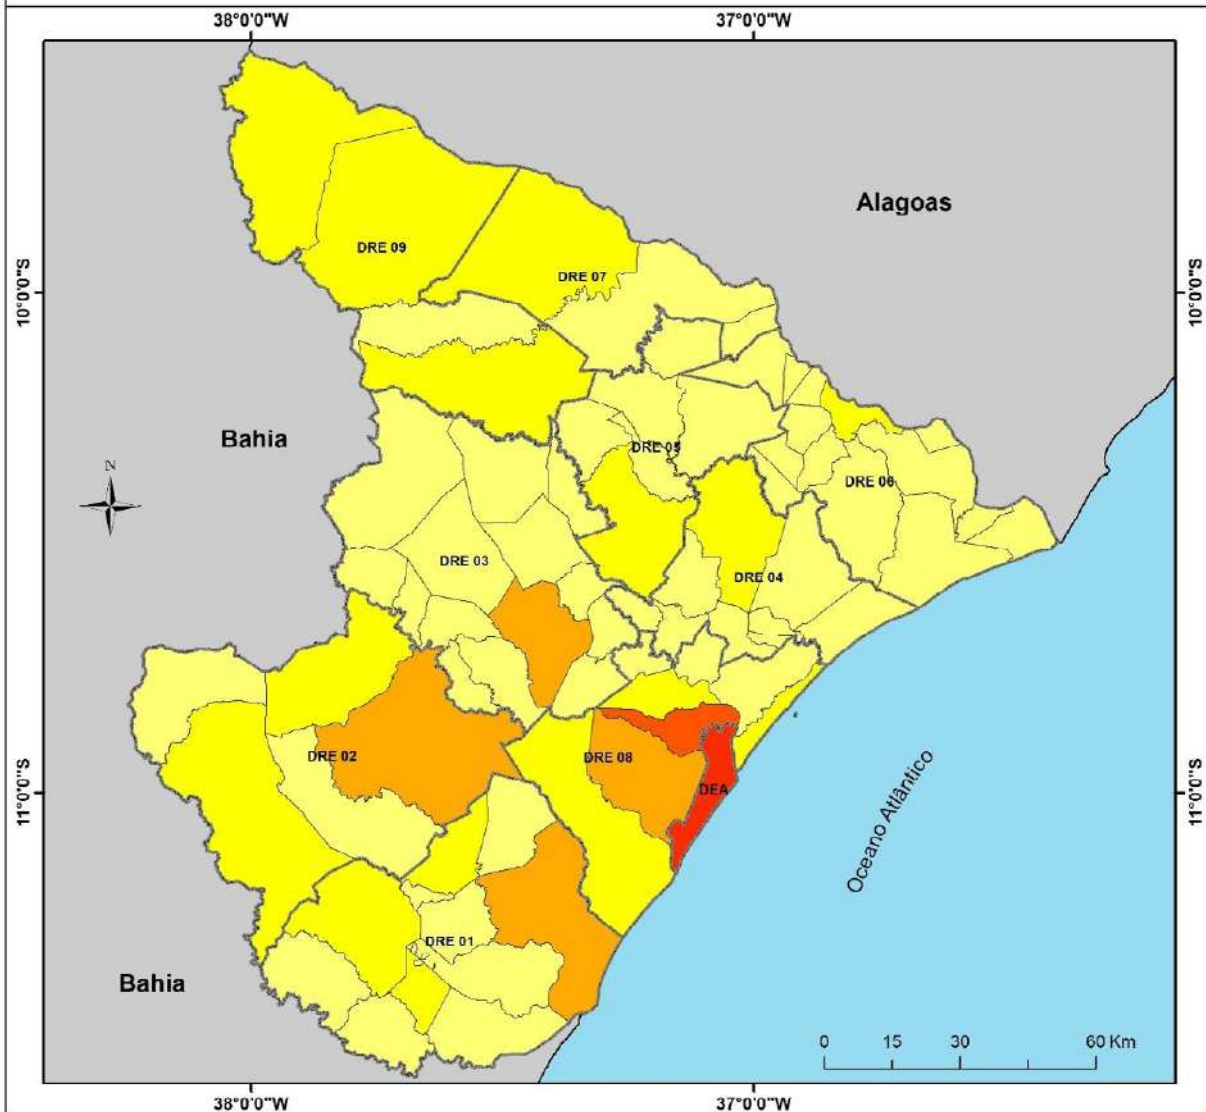 38°0'0"W 37°0'0"W
Alagoas
DRE 09
DRE 07
10°0'0"S 10°0'0"S
Bahia
N
DRE 05
DRE 06
DRE 03
DRE 04
DRE 02
DRE 08
DEA
11°0'0"S 11°0'0"S
Oceano Atlântico
DRE 01
Bahia
0 15 30 60 Km
38°0'0"W 37°0'0"W